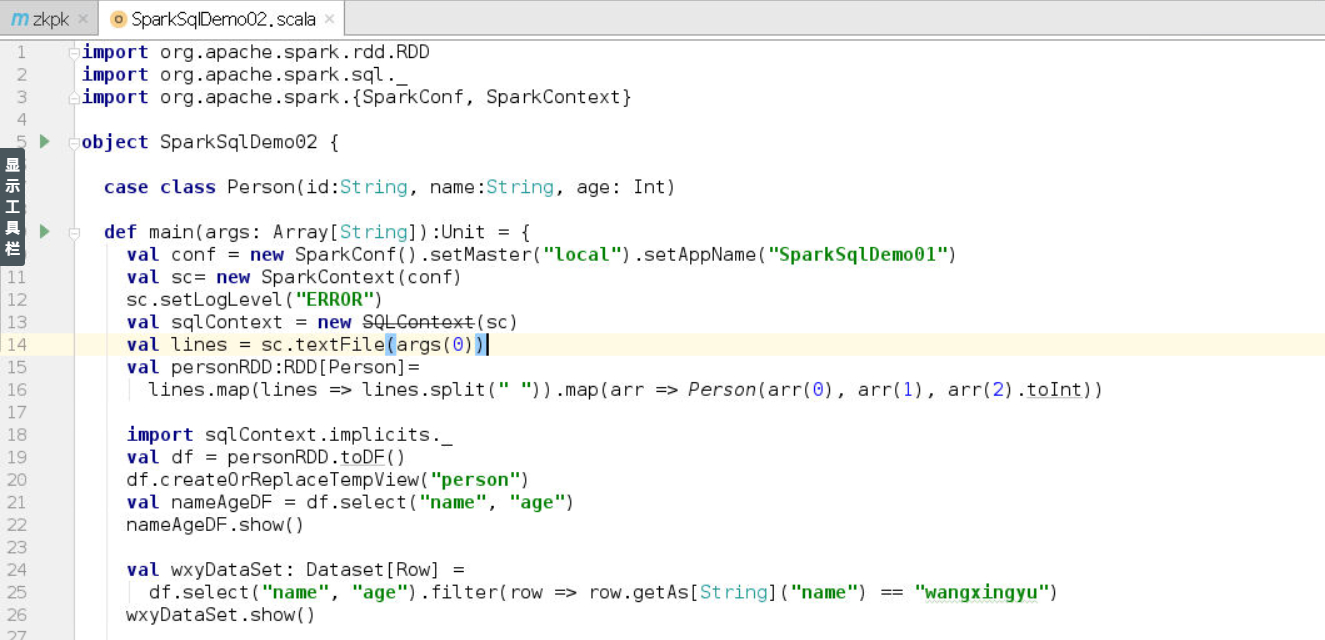 m zkpk × SparkSqlDemo02.scala ×
1 import org.apache.spark.rdd.RDD
2 import org.apache.spark.sql._
3 import org.apache.spark.{SparkConf, SparkContext}
4
5 object SparkSqlDemo02 {
显示工具栏
case class Person(id:String, name:String, age: Int)
def main(args: Array[String]):Unit = {
val conf = new SparkConf().setMaster("local").setAppName("SparkSqlDemo01")
11 val sc= new SparkContext(conf)
12 sc.setLogLevel("ERROR")
13 val sqlContext = new SQLContext(sc)
14 val lines = sc.textFile(args(0))
15 val personRDD:RDD[Person]=
16 lines.map(lines => lines.split(" ")).map(arr => Person(arr(0), arr(1), arr(2).toInt))
17
18 import sqlContext.implicits._
19 val df = personRDD.toDF()
20 df.createOrReplaceTempView("person")
21 val nameAgeDF = df.select("name", "age")
22 nameAgeDF.show()
23
24 val wxyDataSet: Dataset[Row] =
25 df.select("name", "age").filter(row => row.getAs[String]("name") == "wangxingyu")
26 wxyDataSet.show()
27